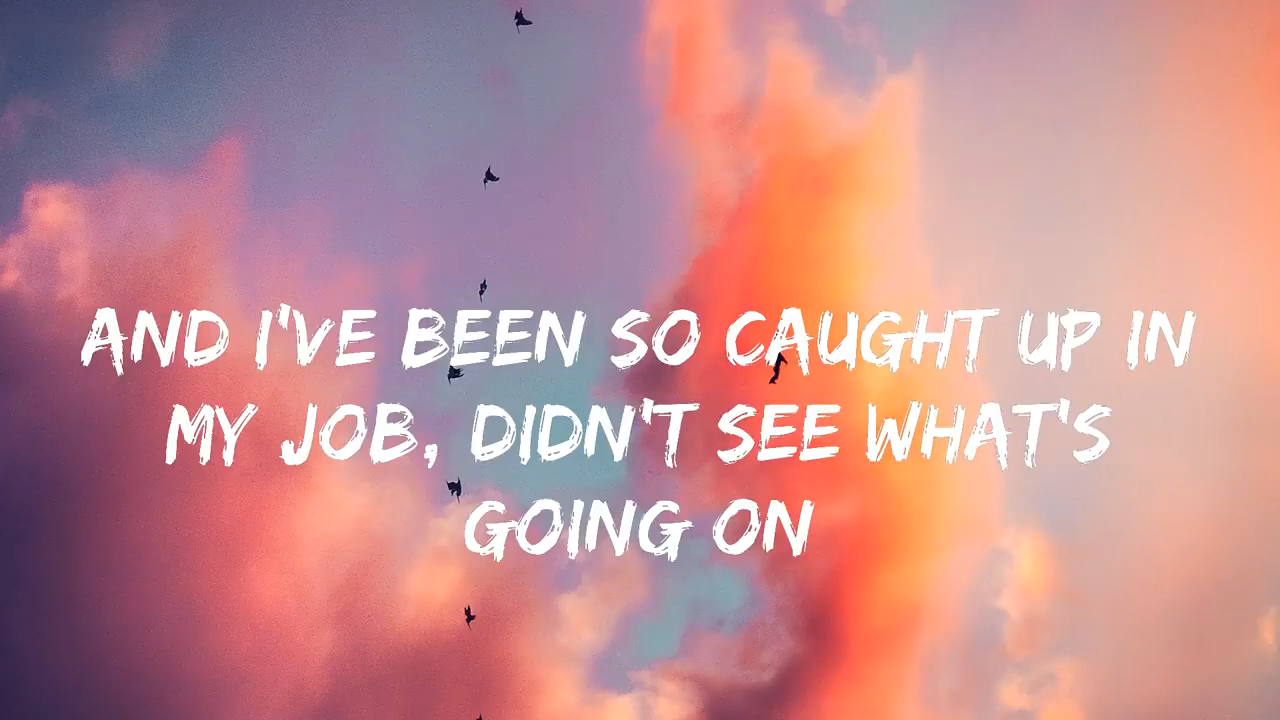 AND I'VE BEEN SO CAUGHT UP IN
MY JOB, DIDN'T SEE WHAT'S
GOING ON